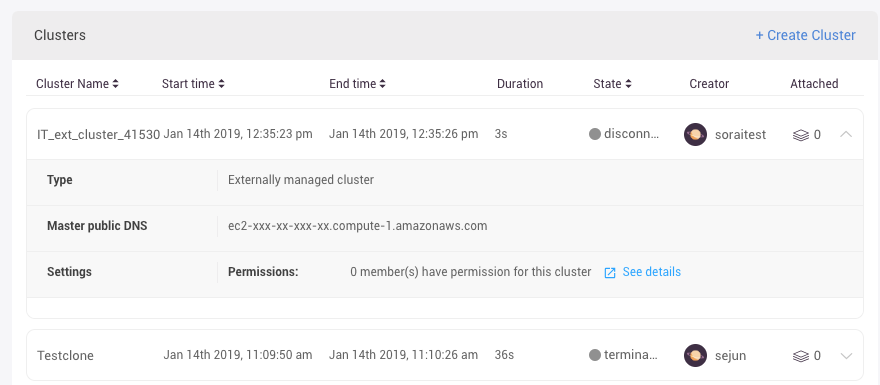 Clusters + Create Cluster
Cluster Name Start time End time Duration State Creator Attached
IT_ext_cluster_41530 Jan 14th 2019, 12:35:23 pm Jan 14th 2019, 12:35:26 pm 3s disconn... soraitest 0
Type Externally managed cluster
Master public DNS ec2-xxx-xx-xxx-xx.compute-1.amazonaws.com
Settings Permissions: 0 member(s) have permission for this cluster See details
Testclone Jan 14th 2019, 11:09:50 am Jan 14th 2019, 11:10:26 am 36s termina... sejun 0